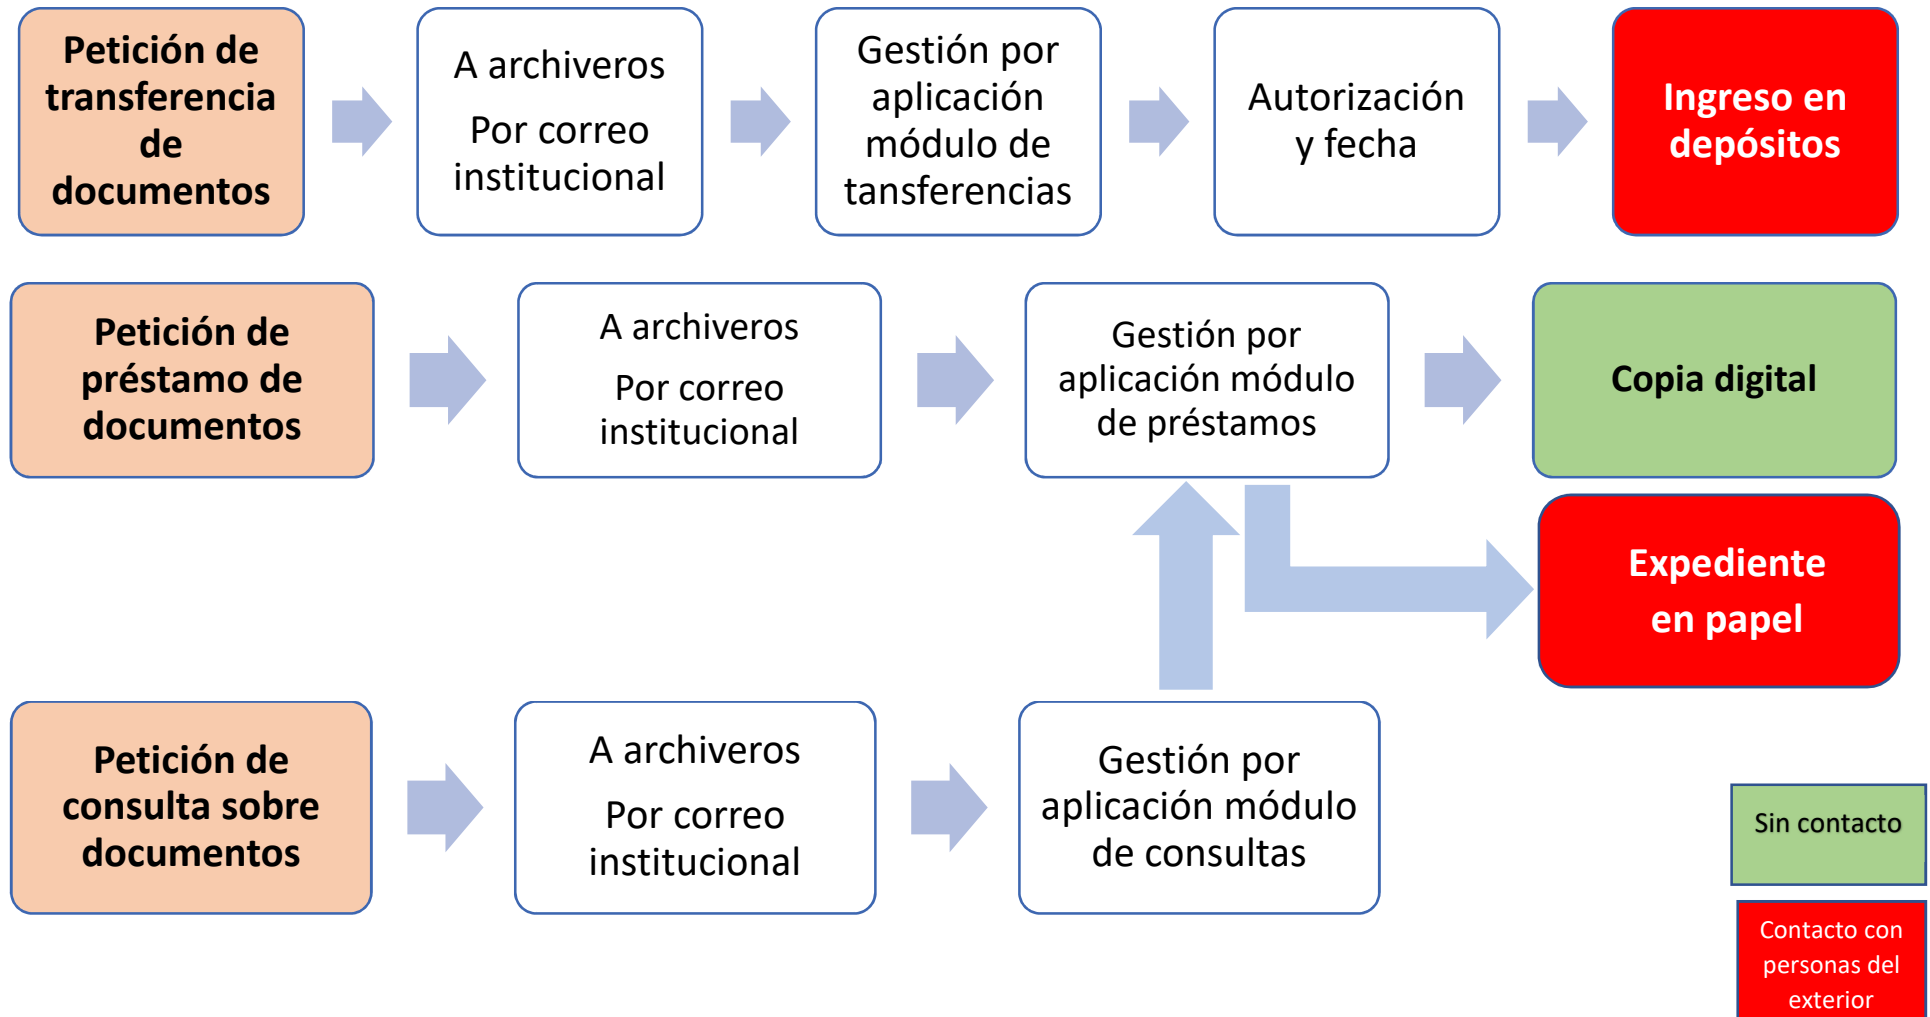 Petición de
transferencia
de
documentos
A archiveros
Por correo
institucional
Gestión por
aplicación
módulo de
tansferencias
Autorización
y fecha
Ingreso en
depósitos
Petición de
préstamo de
documentos
A archiveros
Por correo
institucional
Gestión por
aplicación módulo
de préstamos
Copia digital
Expediente
en papel
Petición de
consulta sobre
documentos
A archiveros
Por correo
institucional
Gestión por
aplicación módulo
de consultas
Sin contacto
Contacto con
personas del
exterior